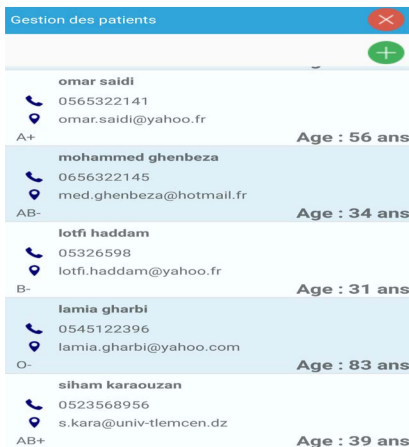 Gestion des patients
omar saidi
0565322141
omar.saidi@yahoo.fr
A+ Age : 56 ans
mohammed ghenbeza
0656322145
med.ghenbeza@hotmail.fr
AB- Age : 34 ans
lotfi haddam
05326598
lotfi.haddam@yahoo.fr
B- Age : 31 ans
lamia gharbi
0545122396
lamia.gharbi@yahoo.com
O- Age : 83 ans
siham karaouzan
0523568956
s.kara@univ-tlemcen.dz
AB+ Age : 39 ans